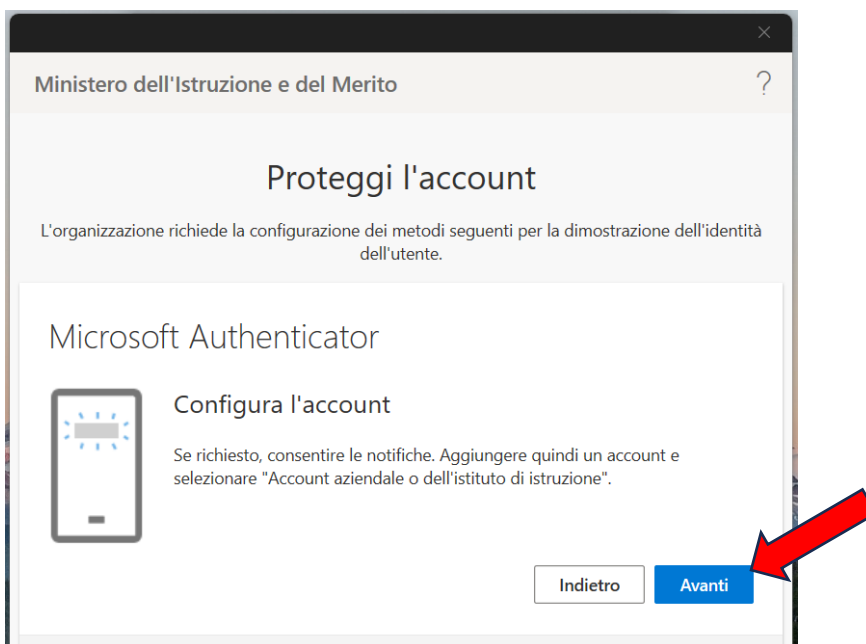 Ministero dell'Istruzione e del Merito
?
Proteggi l'account
L'organizzazione richiede la configurazione dei metodi seguenti per la dimostrazione dell'identità
dell'utente.
Microsoft Authenticator
Configura l'account
Se richiesto, consentire le notifiche. Aggiungere quindi un account e
selezionare "Account aziendale o dell'istituto di istruzione".
Indietro
Avanti